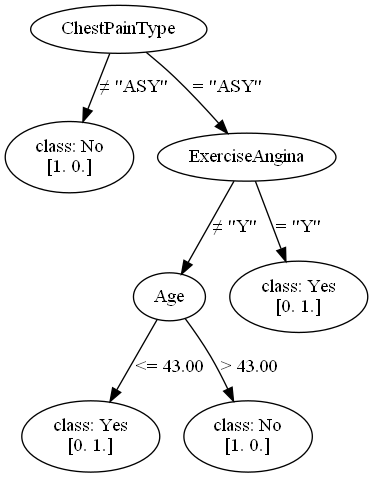 ChestPainType
≠ "ASY"
= "ASY"
class: No
[1. 0.]
ExerciseAngina
≠ "Y"
= "Y"
Age
class: Yes
[0. 1.]
<= 43.00
> 43.00
class: Yes
[0. 1.]
class: No
[1. 0.]